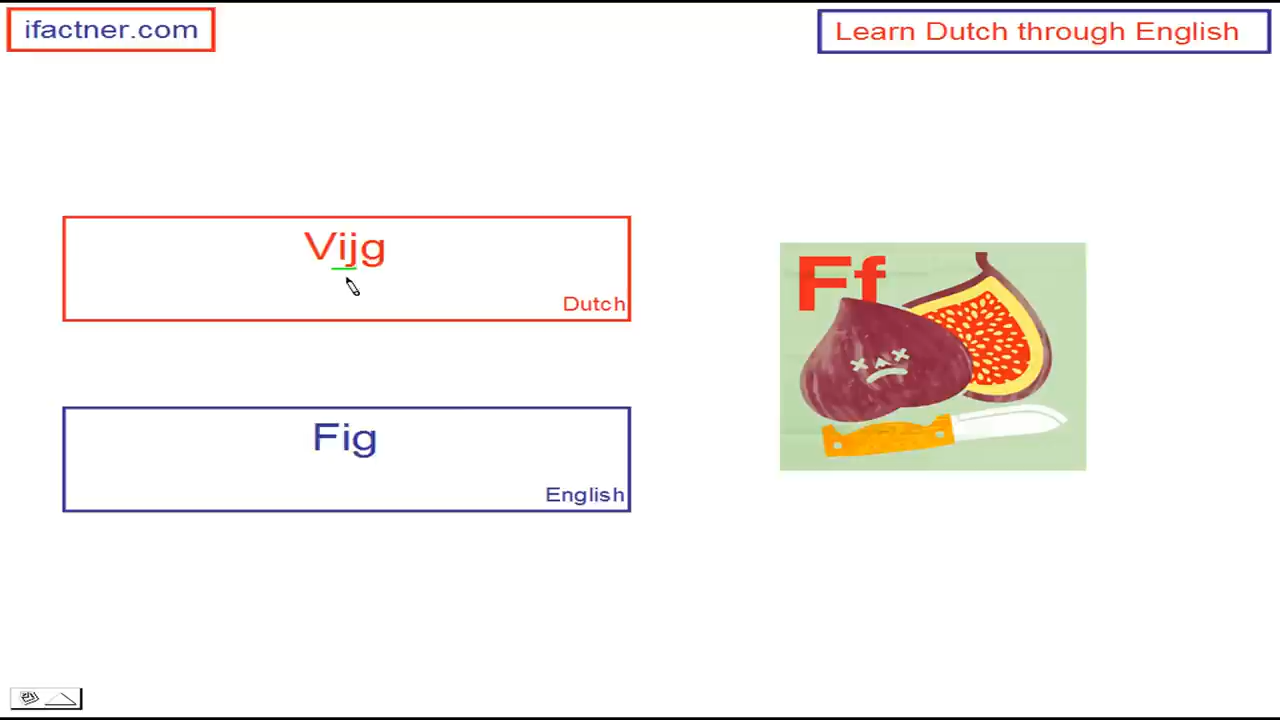 ifactner.com
Learn Dutch through English
Vijg
Dutch
Ff
Fig
English